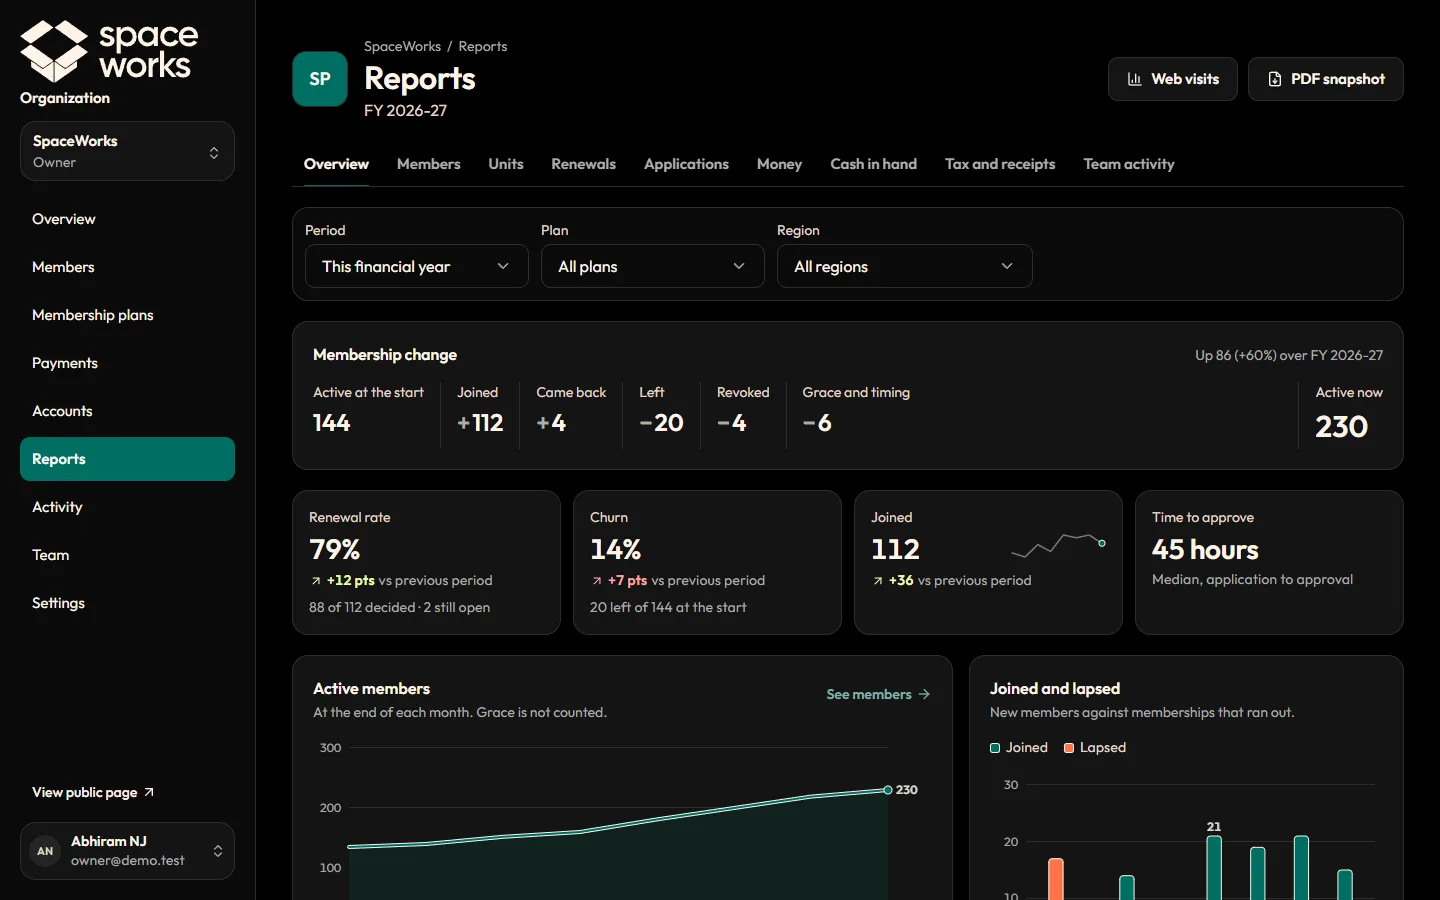 space
works
Organization
SpaceWorks
Owner
Overview
Members
Membership plans
Payments
Accounts
Reports
Activity
Team
Settings
View public page
AN
Abhiram NJ
owner@demo.test
SpaceWorks / Reports
SP
Reports
FY 2026-27
Web visits
PDF snapshot
Overview Members Units Renewals Applications Money Cash in hand Tax and receipts Team activity
Period Plan Region
This financial year All plans All regions
Membership change
Up 86 (+60%) over FY 2026-27
Active at the start Joined Came back Left Revoked Grace and timing Active now
144 +112 +4 −20 −4 −6 230
Renewal rate
79%
+12 pts vs previous period
88 of 112 decided · 2 still open
Churn
14%
+7 pts vs previous period
20 left of 144 at the start
Joined
112
+36 vs previous period
Time to approve
45 hours
Median, application to approval
Active members
At the end of each month. Grace is not counted.
See members
300
230
200
100
Joined and lapsed
New members against memberships that ran out.
Joined Lapsed
30
21
20
10